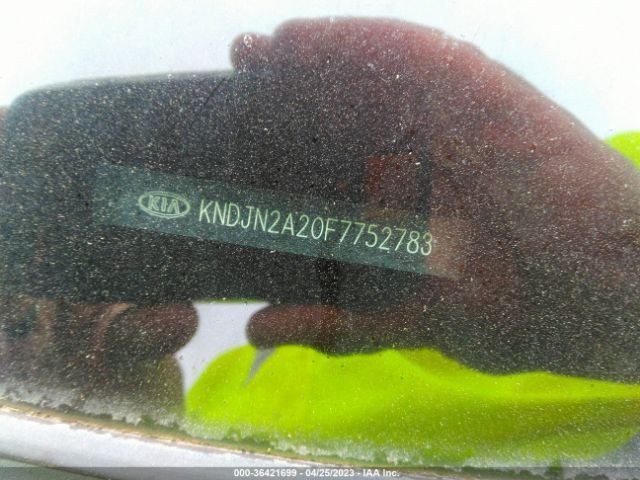 KIA KNDJN2A20F7752783
000-36421699 - 04/25/2023 - IAA Inc.